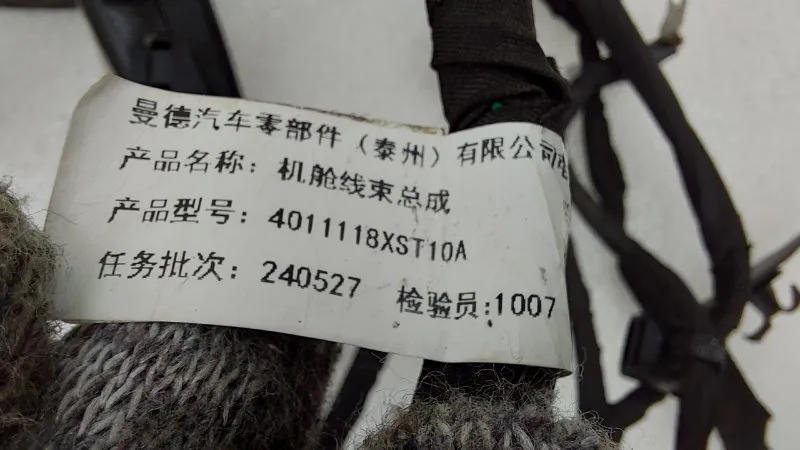 曼德汽车零部件（泰州）有限公司
产品名称：机舱线束总成
产品型号：4011118XST10A
任务批次：240527 检验员:1007